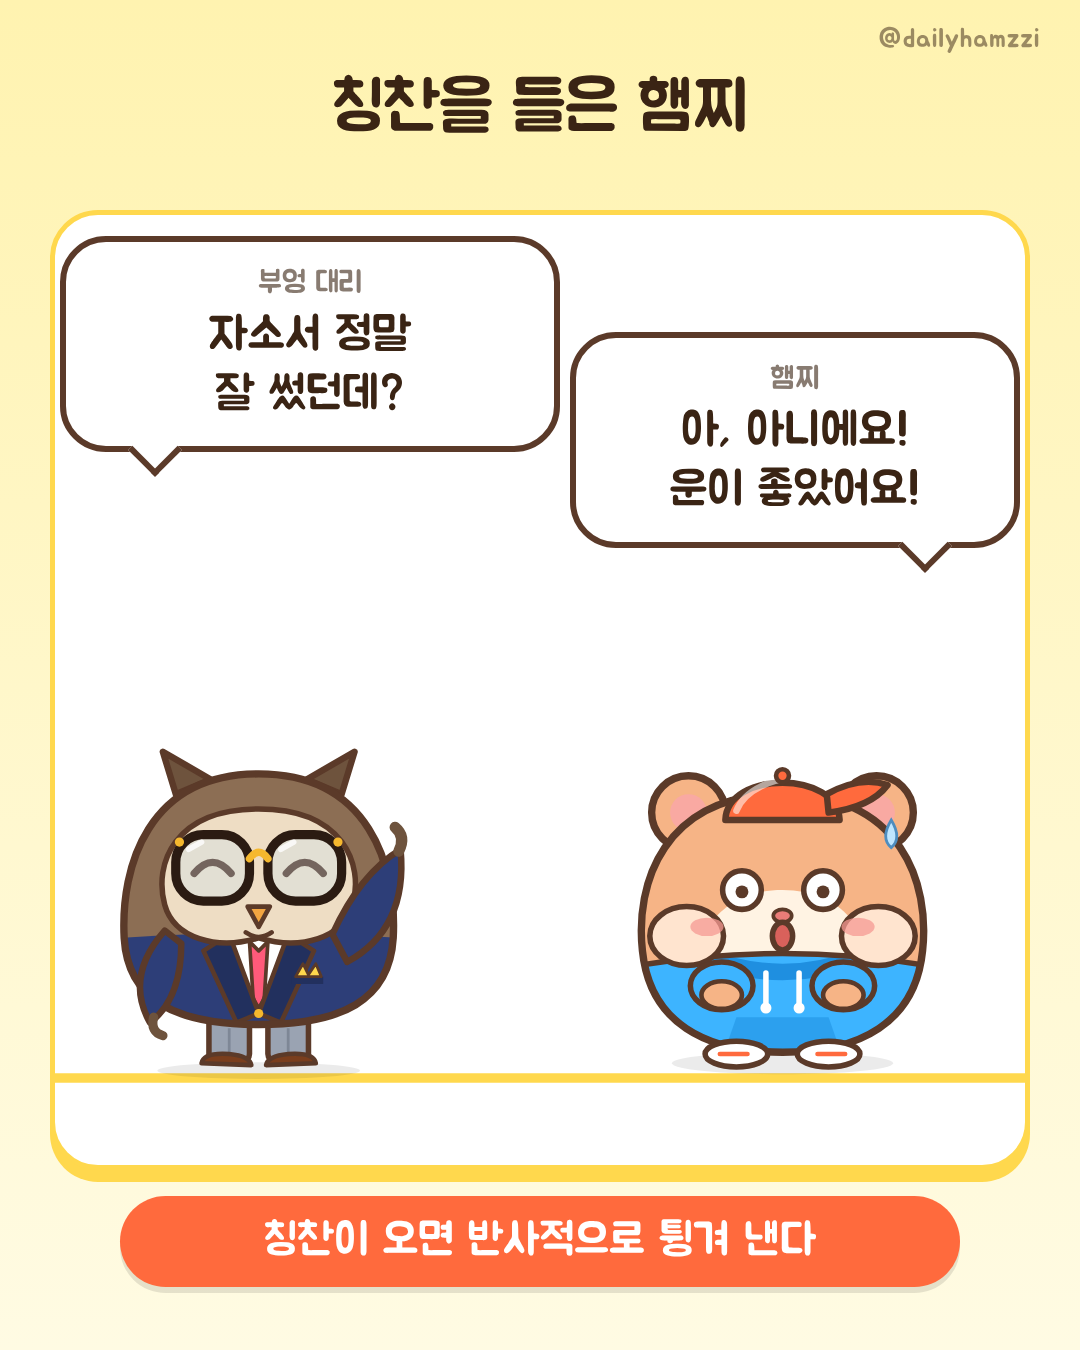 @dailyhamzzi
칭찬을 들은 햄찌
부엉 대리
자소서 정말
잘 썼던데?
햄찌
아, 아니에요!
운이 좋았어요!
칭찬이 오면 반사적으로 튕겨 낸다